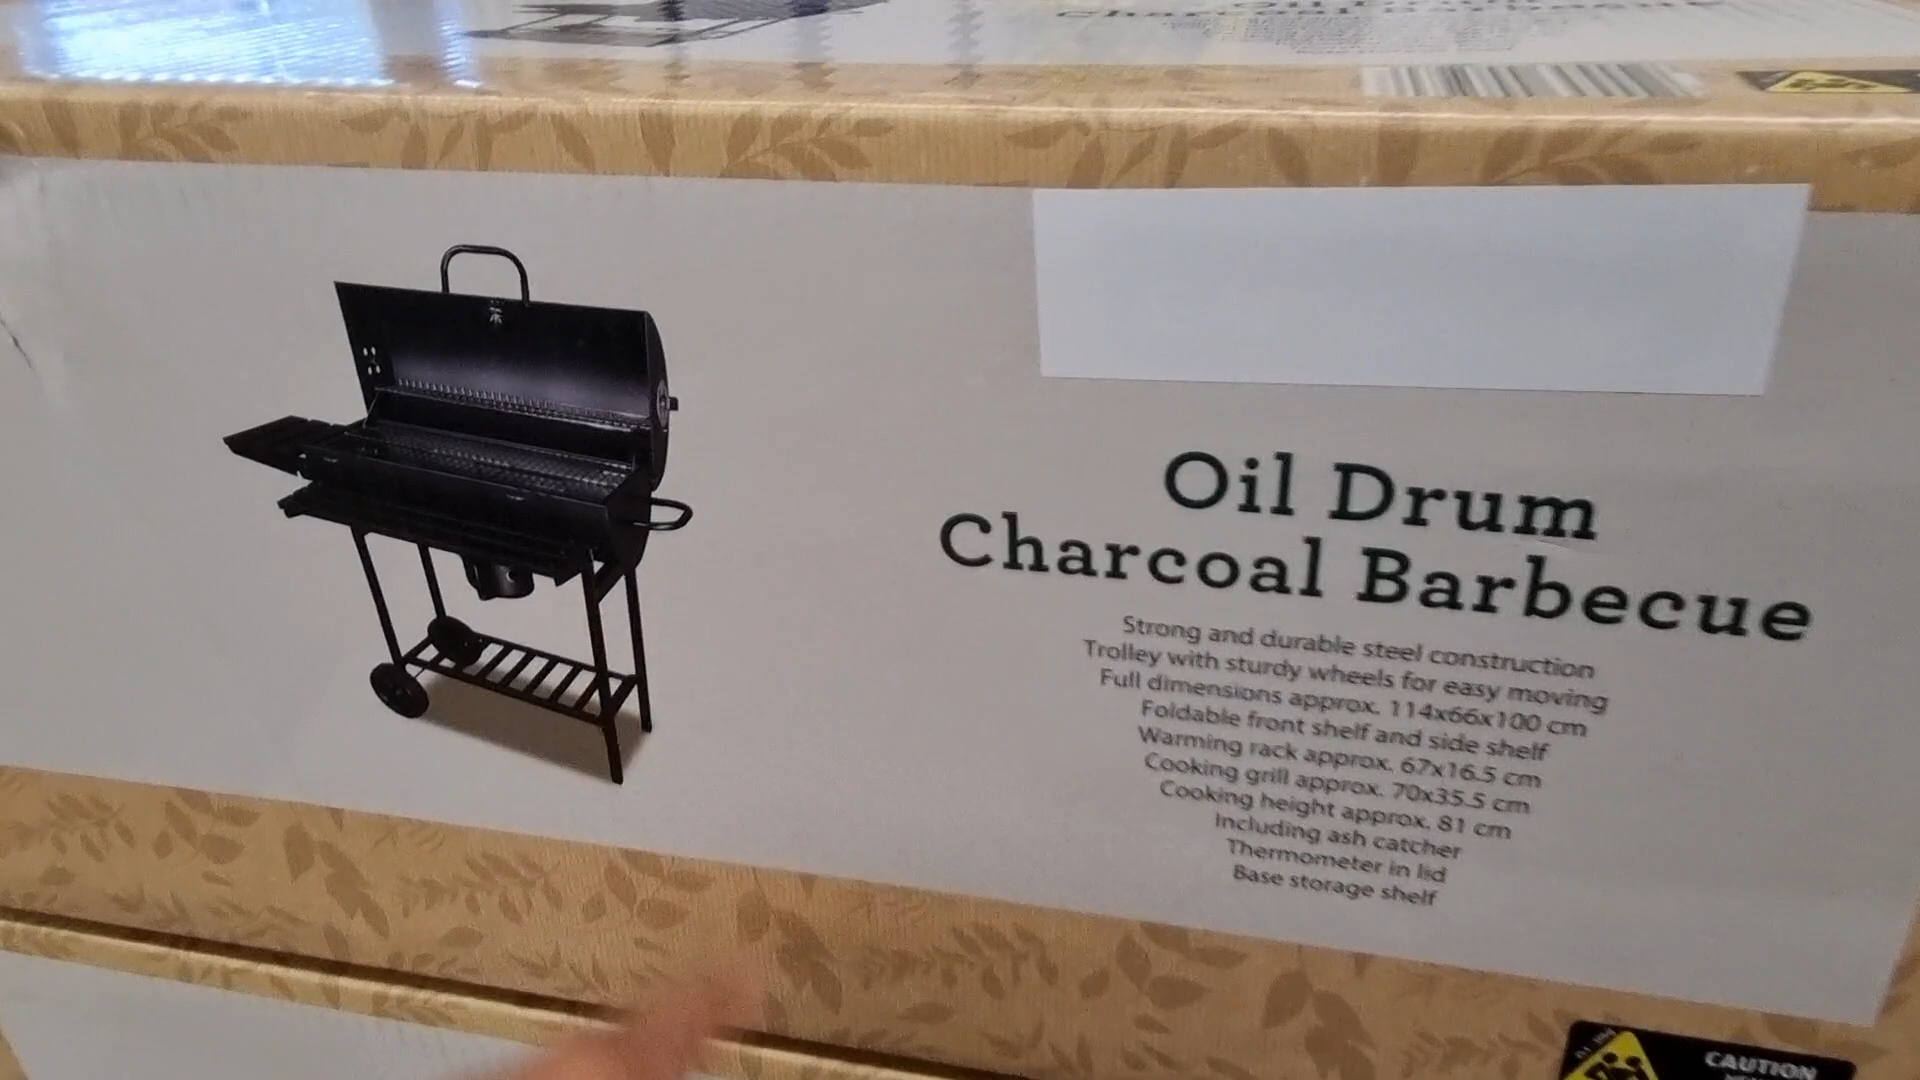 Oil Drum
Charcoal Barbecue
Strong and durable steel construction
Trolley with sturdy wheels for easy moving
Full dimensions approx. 114x66x100 cm
Foldable front shelf and side shelf
Warming rack approx. 67x16.5 cm
Cooking grill approx. 70x35.5 cm
Cooking height approx. 81 cm
Including ash catcher
Thermometer in lid
Base storage shelf
CAUTION